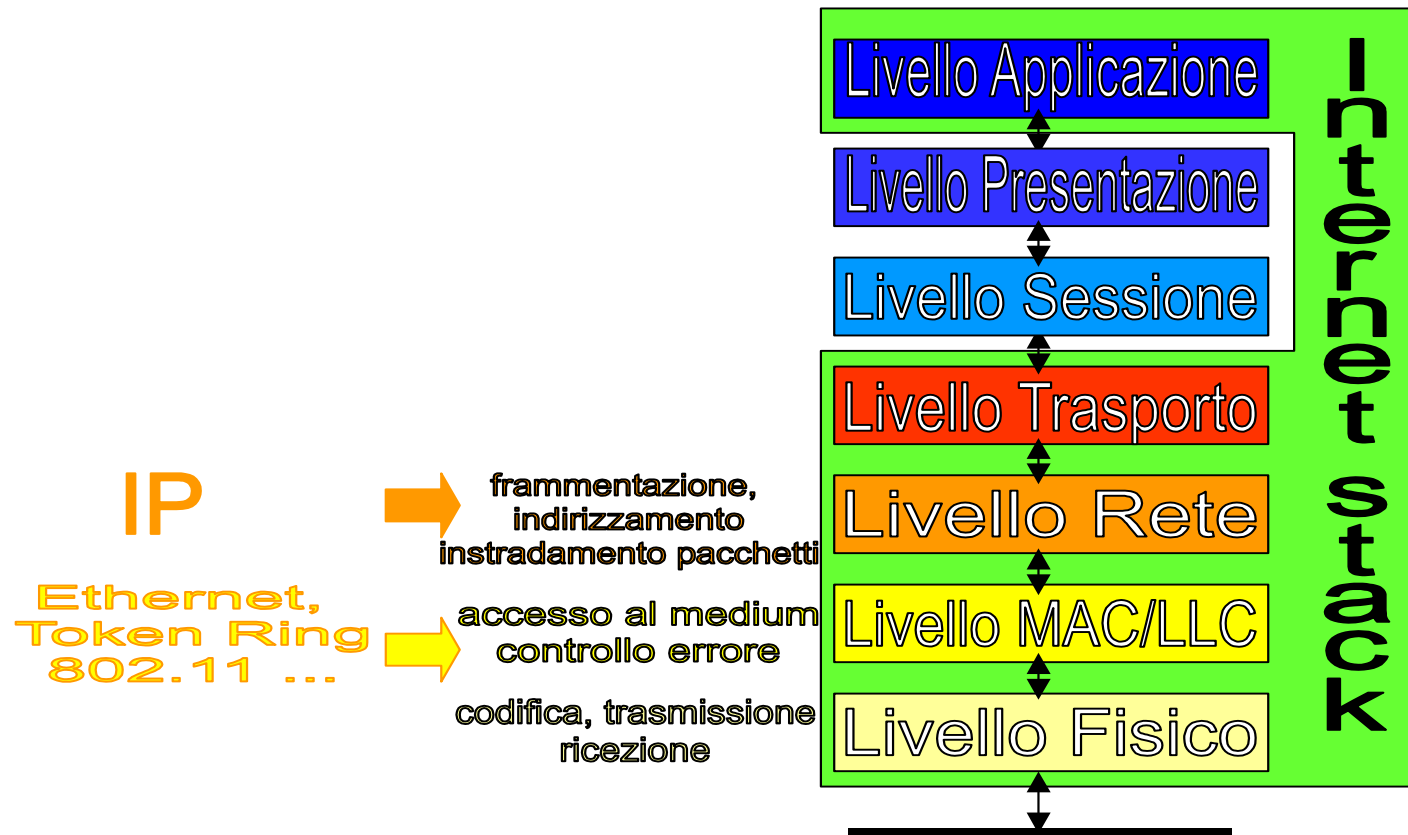 Livello Applicazione
Livello Presentazione
Livello Sessione
Livello Trasporto
IP
frammentazione,
indirizzamento
instradamento pacchetti
Livello Rete
Ethernet,
Token Ring
802.11 ...
accesso al medium
controllo errore
Livello MAC/LLC
codifica, trasmissione
ricezione
Livello Fisico
Internet stack